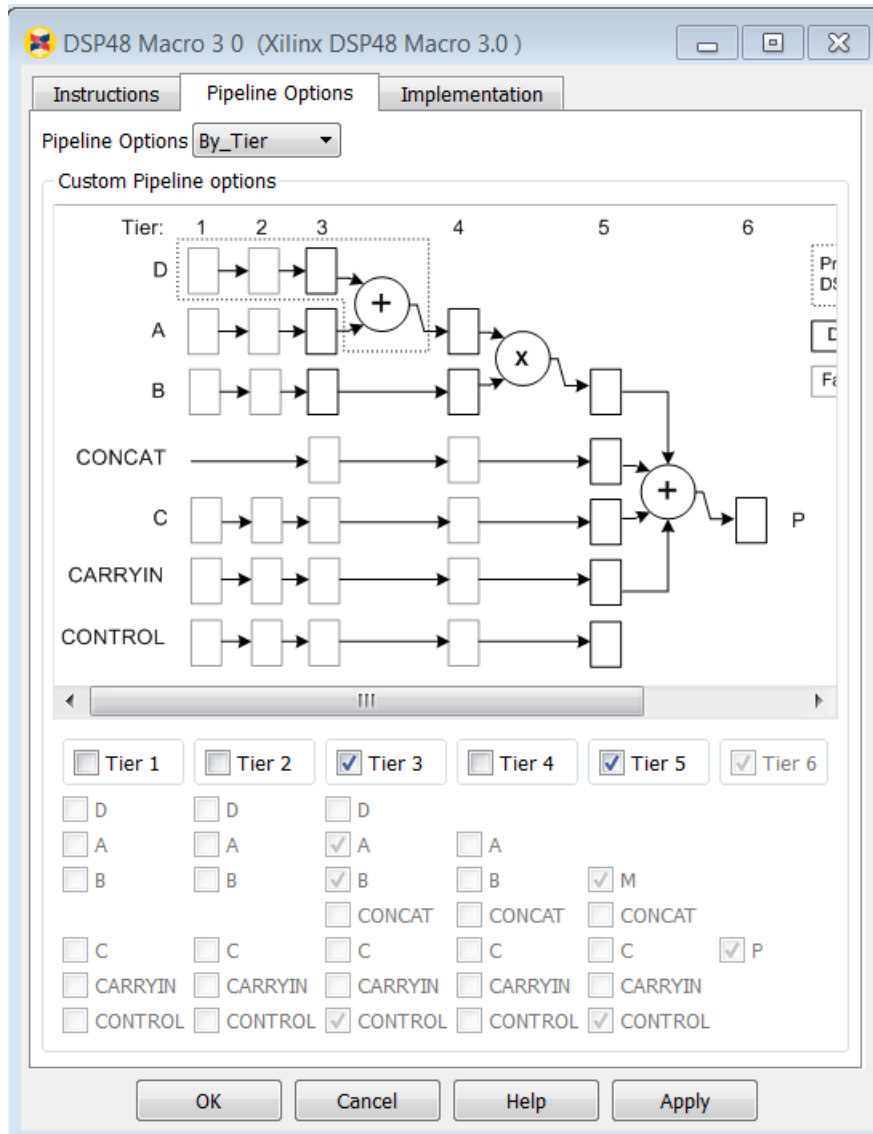 DSP48 Macro 3 0 (Xilinx DSP48 Macro 3.0 )
Instructions Pipeline Options Implementation
Pipeline Options By_Tier
Custom Pipeline options
Tier: 1 2 3 4 5 6
D
+
A
x
B
CONCAT
+
C P
CARRYIN
CONTROL
Tier 1 Tier 2 Tier 3 Tier 4 Tier 5 Tier 6
D D D
A A A A
B B B B M
CONCAT CONCAT CONCAT
C C C C C P
CARRYIN CARRYIN CARRYIN CARRYIN CARRYIN
CONTROL CONTROL CONTROL CONTROL CONTROL
OK Cancel Help Apply